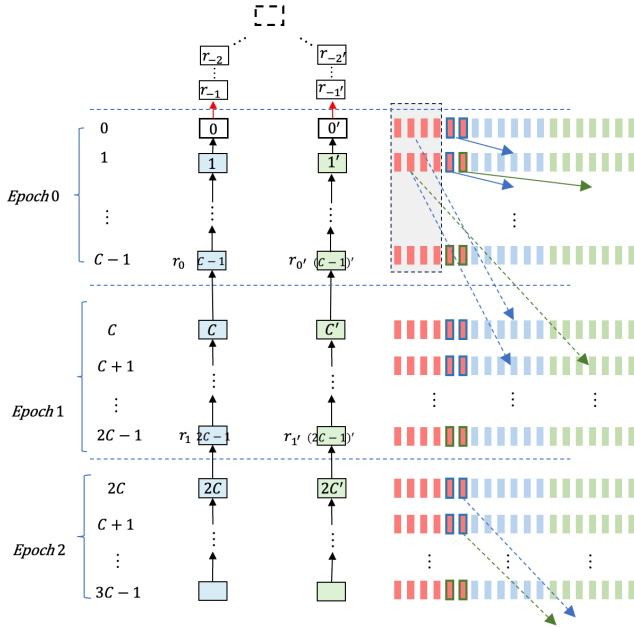 r₋₂ r₋₂′
r₋₁ r₋₁′
0 0 0′
1 1 1′
Epoch 0
⋮
C − 1 r₀ C−1 r₀′ (C−1)′
C C C′
C + 1
Epoch 1
⋮
2C − 1 r₁ 2C−1 r₁′ (2C−1)′
2C 2C 2C′
C + 1
Epoch 2
⋮
3C − 1